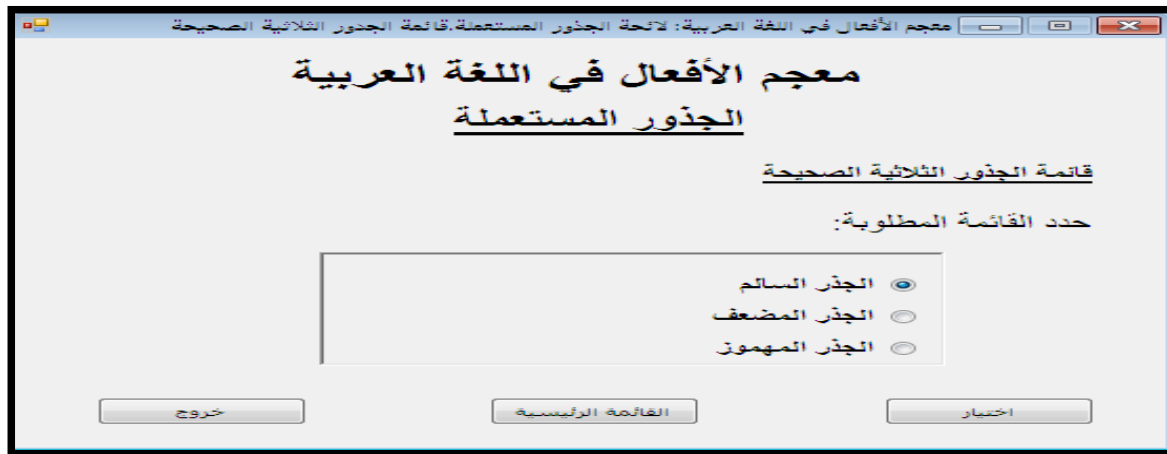 معجم الأفعال في اللغة العربية: لائحة الجذور المستعملة.قائمة الجذور الثلاثية الصحيحة
معجم الأفعال في اللغة العربية
الجذور المستعملة
قائمة الجذور الثلاثية الصحيحة
حدد القائمة المطلوبة:
الجذر السالم
الجذر المضعف
الجذر المهموز
اختيار
القائمة الرئيسية
خروج